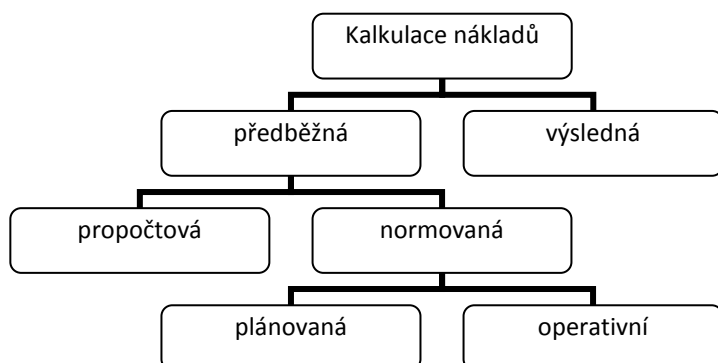 Kalkulace nákladů
předběžná
výsledná
propočtová
normovaná
plánovaná
operativní